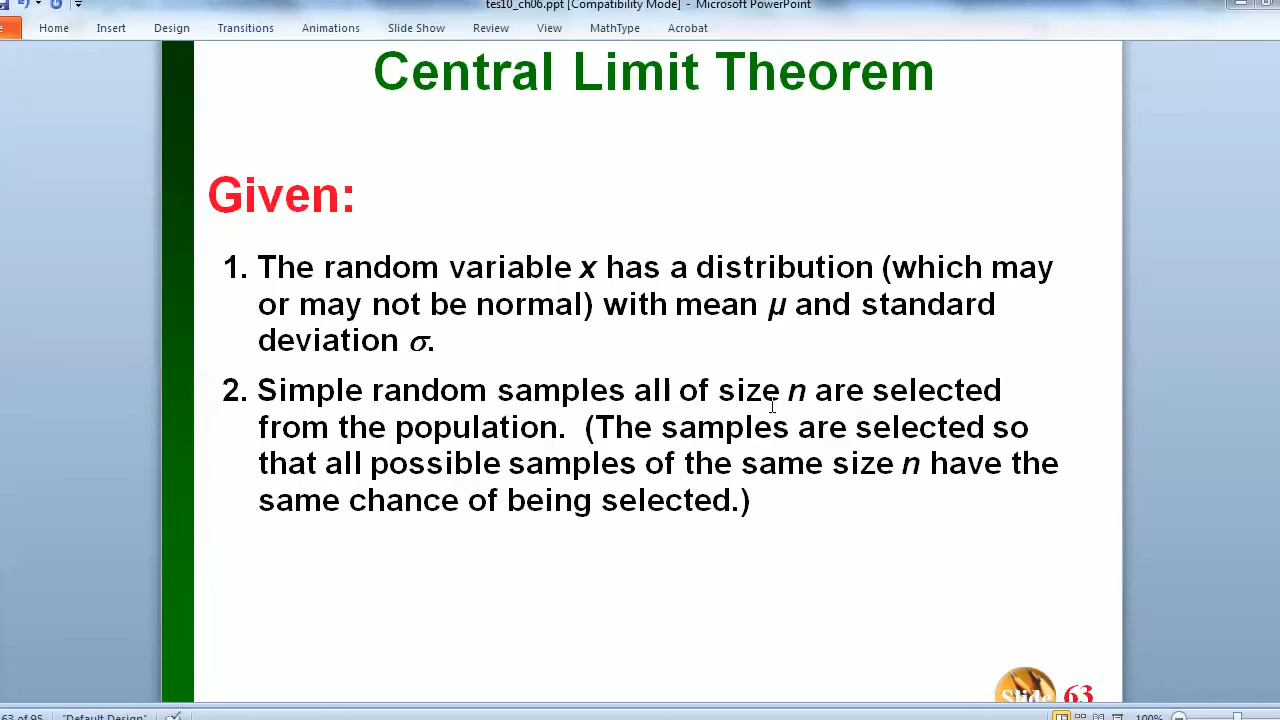 tes10_ch06.ppt [Compatibility Mode] - Microsoft PowerPoint
Home Insert Design Transitions Animations Slide Show Review View MathType Acrobat
Central Limit Theorem
Given:
1. The random variable x has a distribution (which may
or may not be normal) with mean µ and standard
deviation σ.
2. Simple random samples all of size n are selected
from the population. (The samples are selected so
that all possible samples of the same size n have the
same chance of being selected.)
Slide 63
63 of 95 "Default Design" 100%